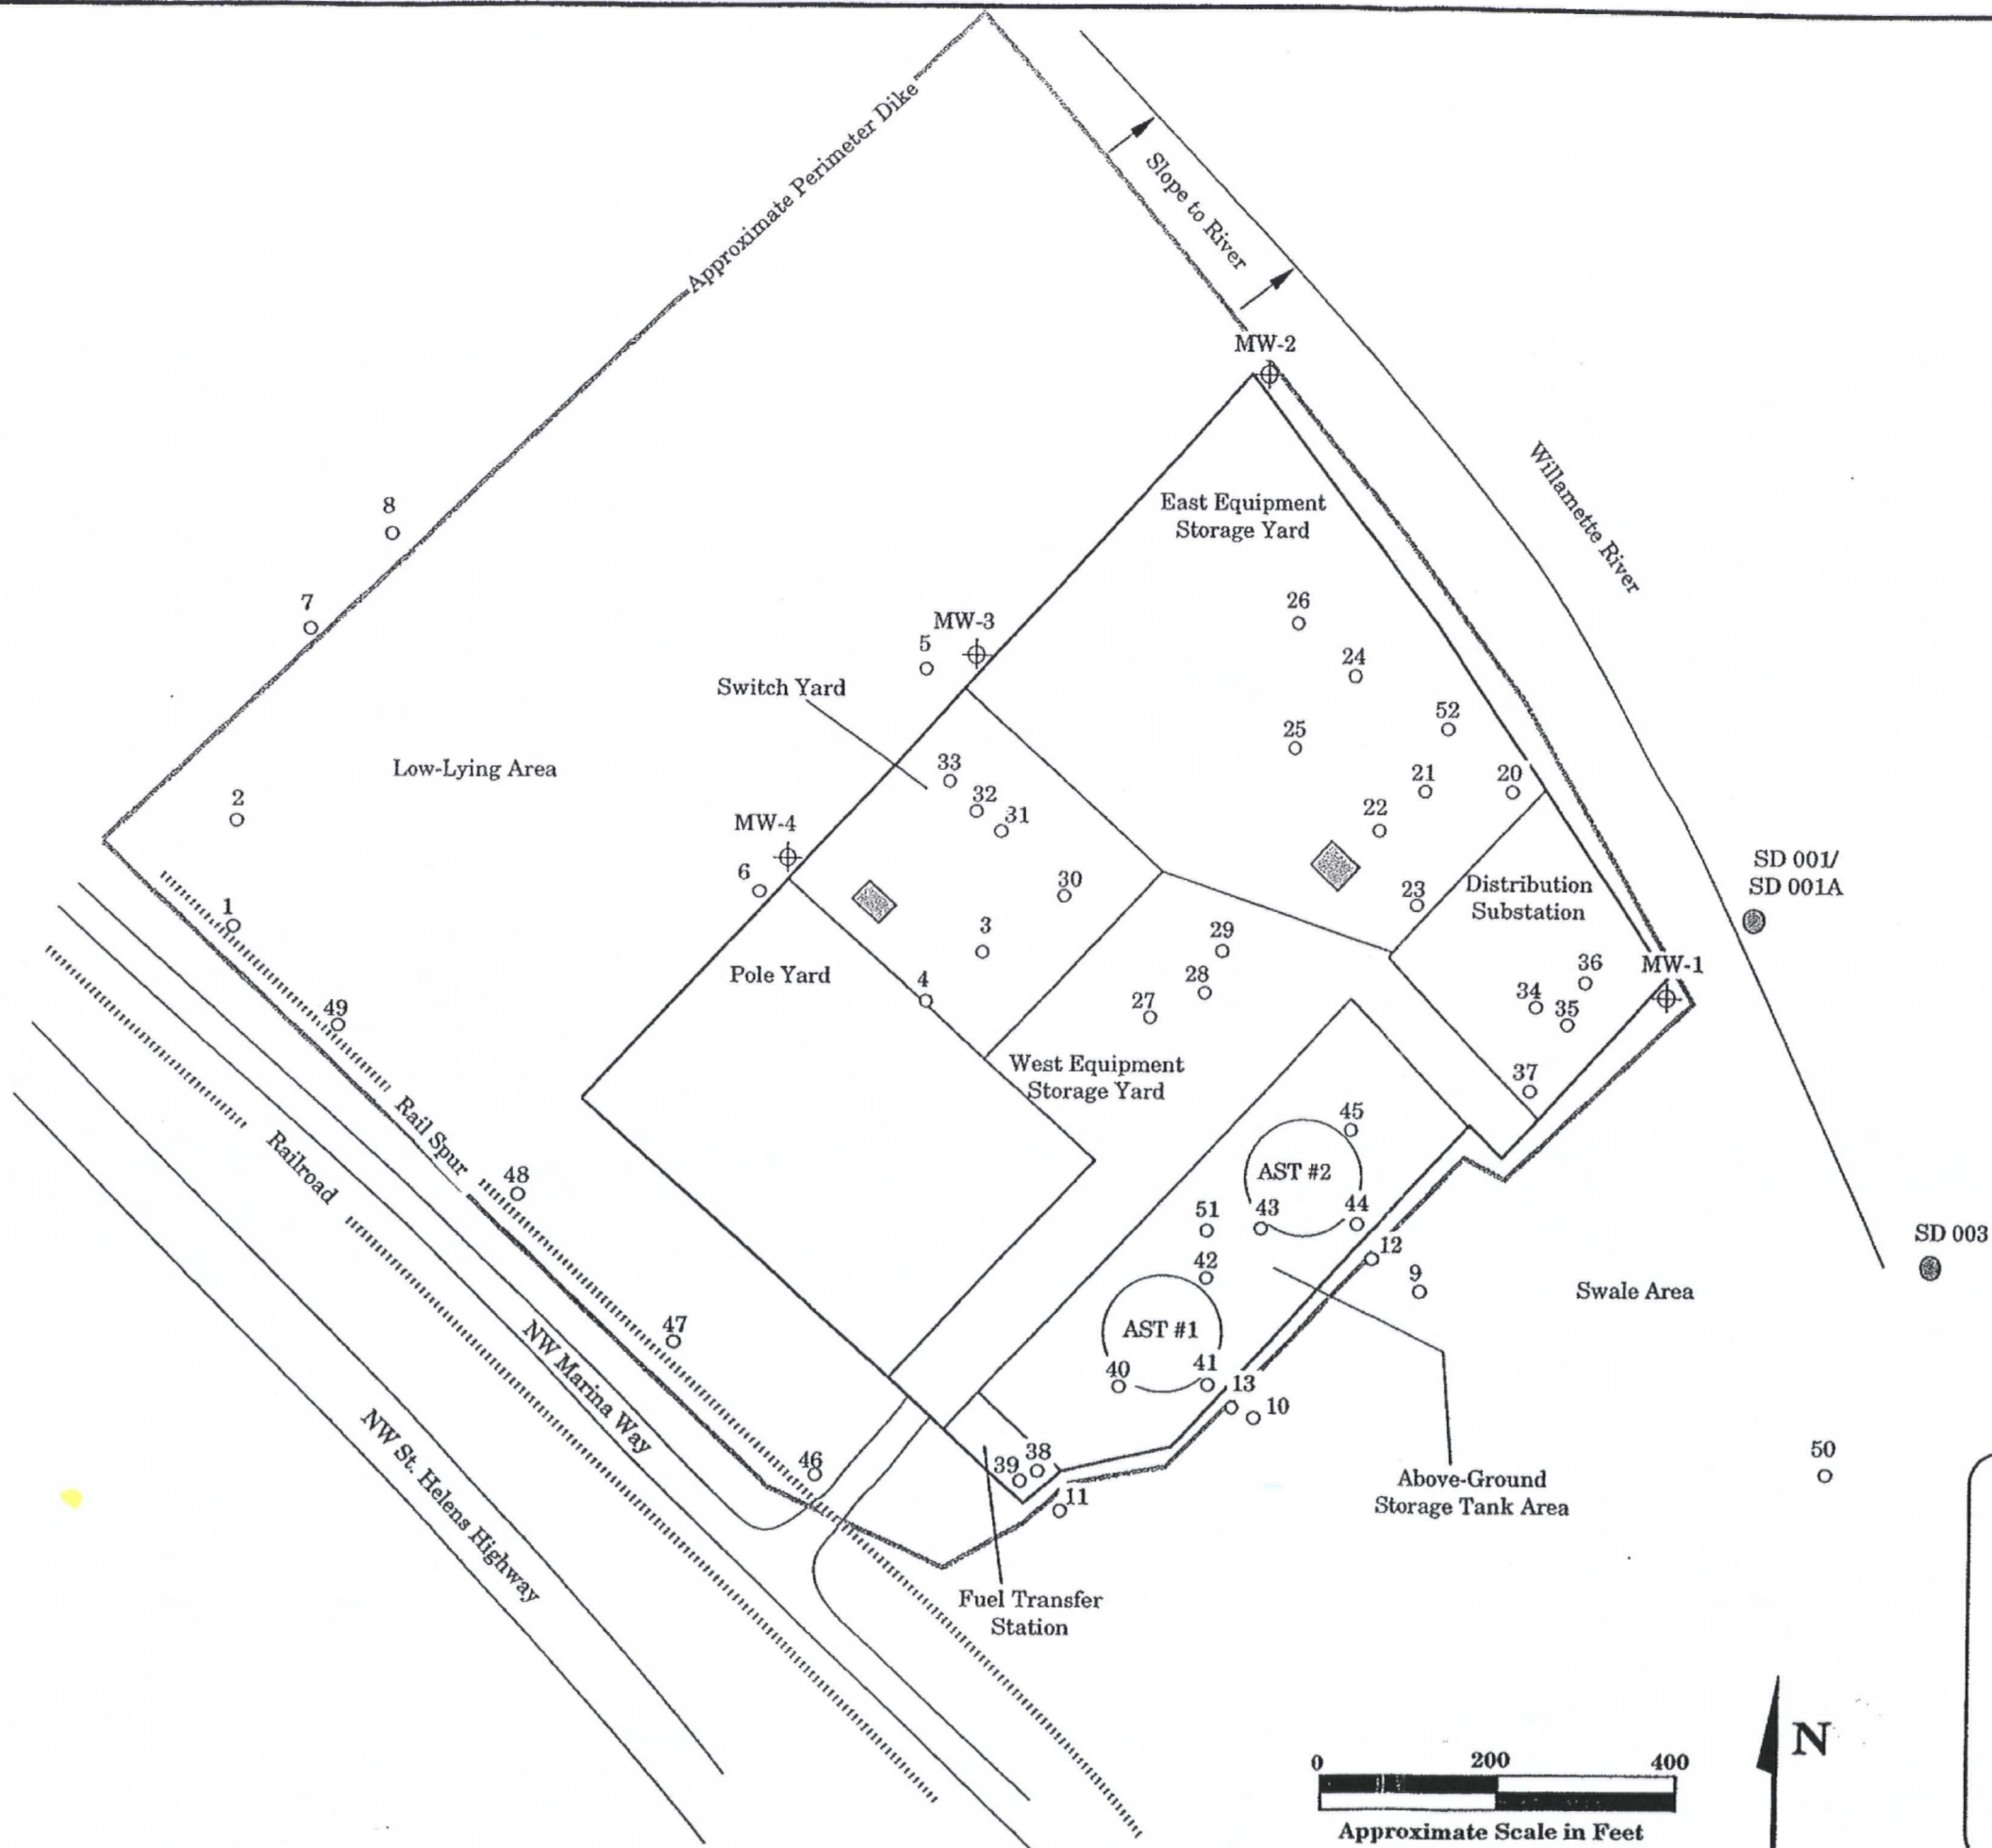 Approximate Perimeter Dike
Slope to River
MW-2
Willamette River
8
East Equipment
Storage Yard
7
26
MW-3
5
24
Switch Yard
52
25
33
Low-Lying Area
21
20
32
2
22
31
MW-4
SD 001/
SD 001A
6
30
Distribution
Substation
23
1
3
29
36
MW-1
Pole Yard
28
4
34
35
27
49
West Equipment
Storage Yard
37
Rail Spur
45
Railroad
48
AST #2
51
43
44
SD 003
12
42
9
Swale Area
47
AST #1
NW Marina Way
40
41
13
10
NW St. Helens Highway
46
39
38
50
Above-Ground
Storage Tank Area
11
Fuel Transfer
Station
N
0 200 400
Approximate Scale in Feet